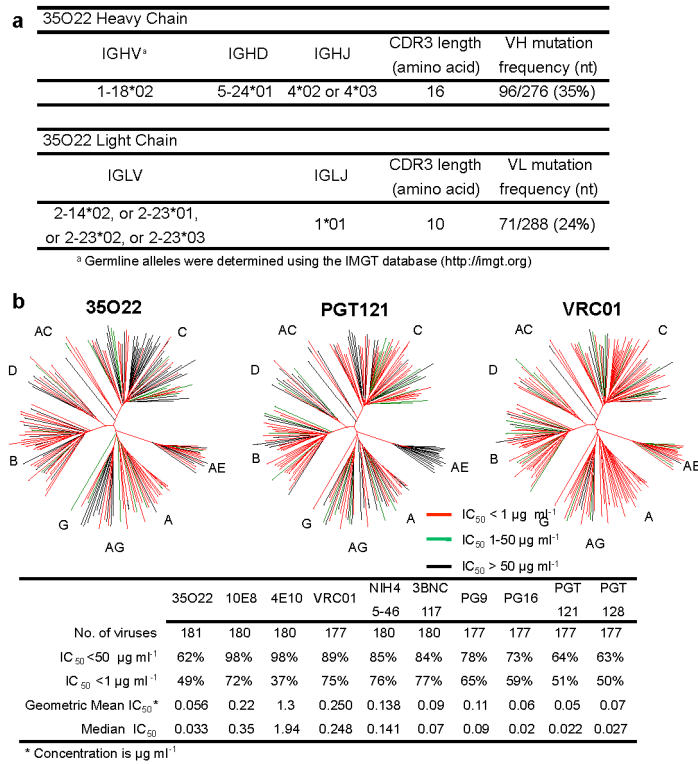 a
35O22 Heavy Chain
IGHVᵃ IGHD IGHJ CDR3 length (amino acid) VH mutation frequency (nt)
1-18*02 5-24*01 4*02 or 4*03 16 96/276 (35%)
35O22 Light Chain
IGLV IGLJ CDR3 length (amino acid) VL mutation frequency (nt)
2-14*02, or 2-23*01,
or 2-23*02, or 2-23*03 1*01 10 71/288 (24%)
ᵃ Germline alleles were determined using the IMGT database (http://imgt.org)
b
35O22 PGT121 VRC01
AC C D B AE G AG A
AC C D B AE G AG A
AC C D B AE G AG A
IC₅₀ < 1 µg ml⁻¹
IC₅₀ 1-50 µg ml⁻¹
IC₅₀ > 50 µg ml⁻¹
35O22 10E8 4E10 VRC01 NIH45-46 3BNC117 PG9 PG16 PGT121 PGT128
No. of viruses 181 180 180 177 180 180 177 177 177 177
IC₅₀ <50 µg ml⁻¹ 62% 98% 98% 89% 85% 84% 78% 73% 64% 63%
IC₅₀ <1 µg ml⁻¹ 49% 72% 37% 75% 76% 77% 65% 59% 51% 50%
Geometric Mean IC₅₀* 0.056 0.22 1.3 0.250 0.138 0.09 0.11 0.06 0.05 0.07
Median IC₅₀ 0.033 0.35 1.94 0.248 0.141 0.07 0.09 0.02 0.022 0.027
* Concentration is µg ml⁻¹